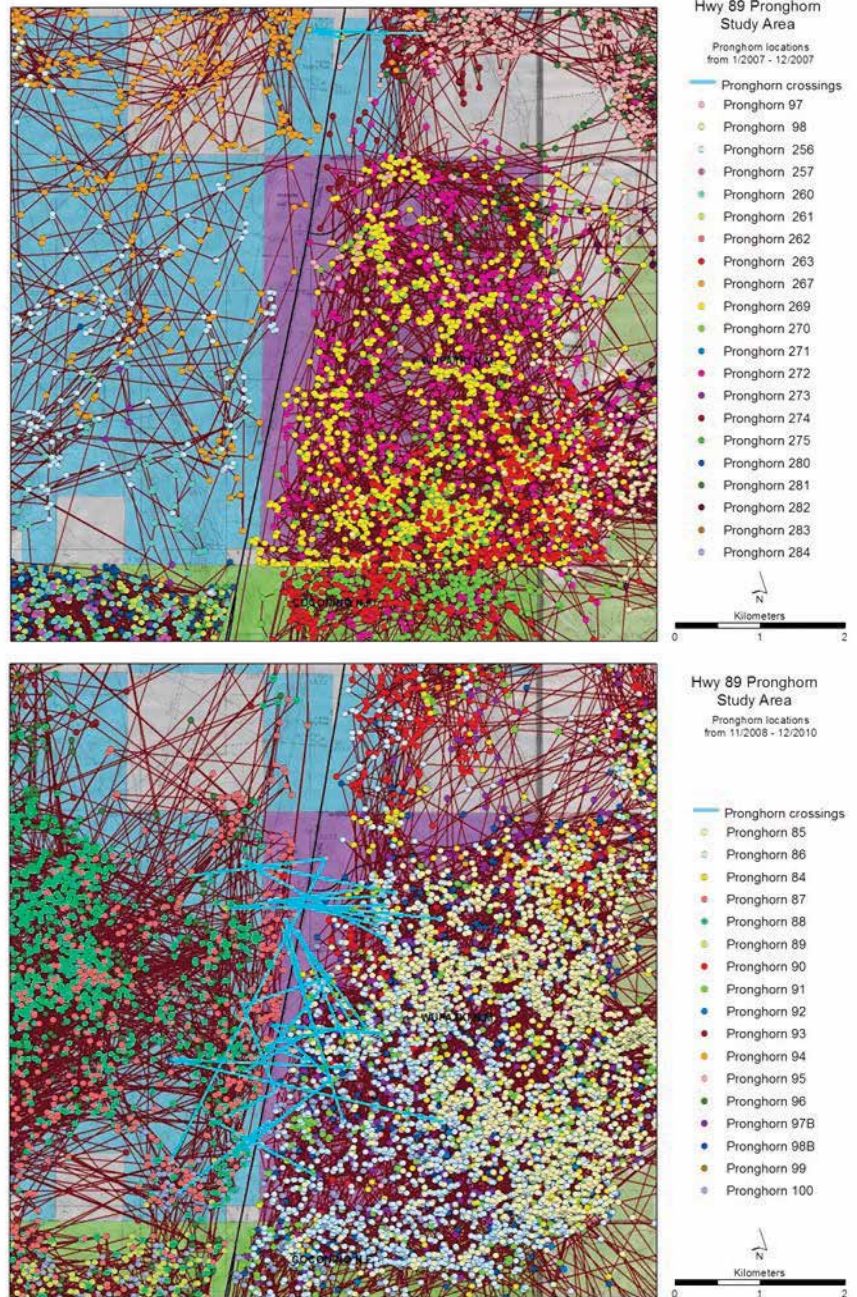 Hwy 89 Pronghorn
Study Area
Pronghorn locations
from 1/2007 - 12/2007
Pronghorn crossings
Pronghorn 97
Pronghorn 98
Pronghorn 256
Pronghorn 257
Pronghorn 260
Pronghorn 261
Pronghorn 262
Pronghorn 263
Pronghorn 267
Pronghorn 269
Pronghorn 270
Pronghorn 271
Pronghorn 272
Pronghorn 273
Pronghorn 274
Pronghorn 275
Pronghorn 280
Pronghorn 281
Pronghorn 282
Pronghorn 283
Pronghorn 284
N
Kilometers
0 1 2
Hwy 89 Pronghorn
Study Area
Pronghorn locations
from 11/2008 - 12/2010
Pronghorn crossings
Pronghorn 85
Pronghorn 86
Pronghorn 84
Pronghorn 87
Pronghorn 88
Pronghorn 89
Pronghorn 90
Pronghorn 91
Pronghorn 92
Pronghorn 93
Pronghorn 94
Pronghorn 95
Pronghorn 96
Pronghorn 97B
Pronghorn 98B
Pronghorn 99
Pronghorn 100
N
Kilometers
0 1 2